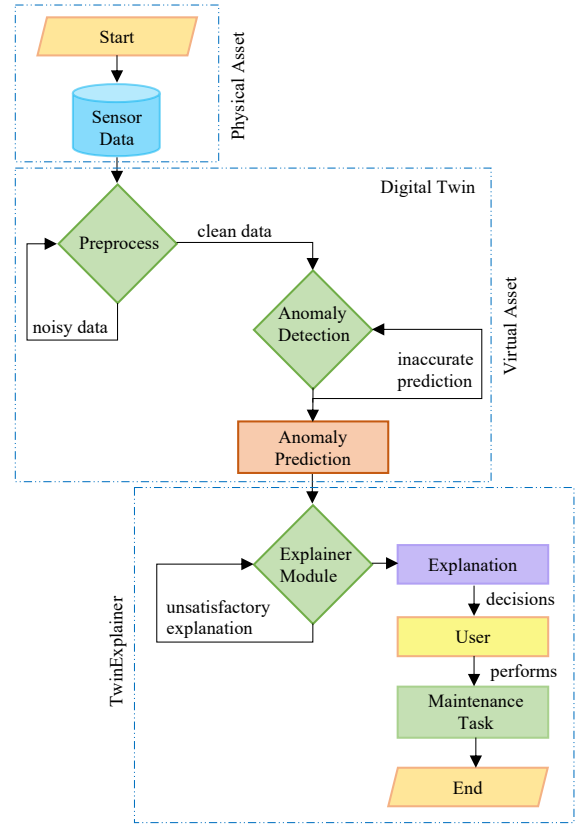 Start
Physical Asset
Sensor
Data
Digital Twin
Preprocess
clean data
noisy data
Anomaly
Detection
inaccurate
prediction
Virtual Asset
Anomaly
Prediction
TwinExplainer
Explainer
Module
unsatisfactory
explanation
Explanation
decisions
User
performs
Maintenance
Task
End